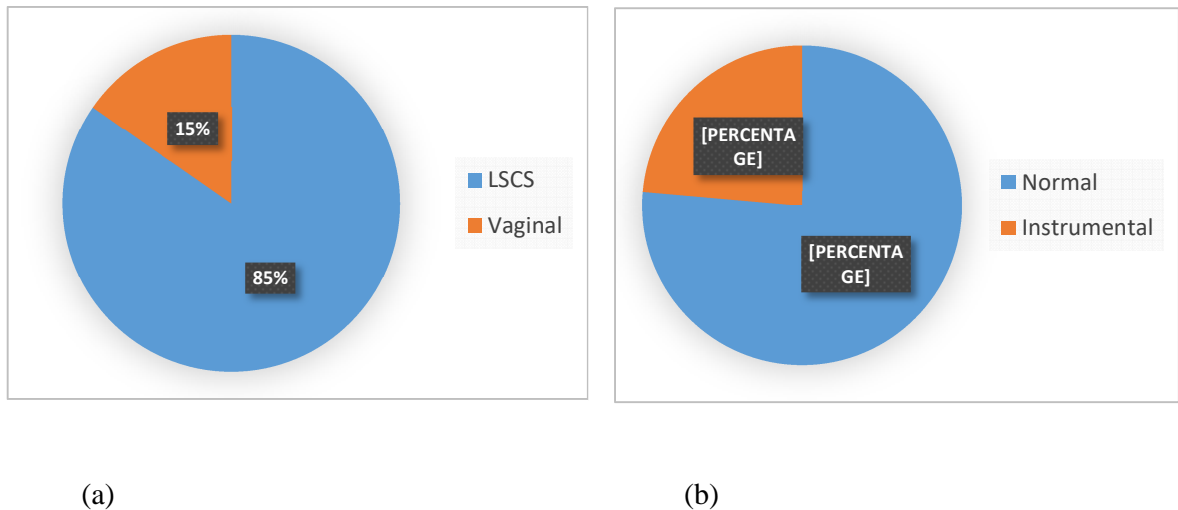 15%
85%
LSCS
Vaginal
[PERCENTA
GE]
[PERCENTA
GE]
Normal
Instrumental
(a)
(b)